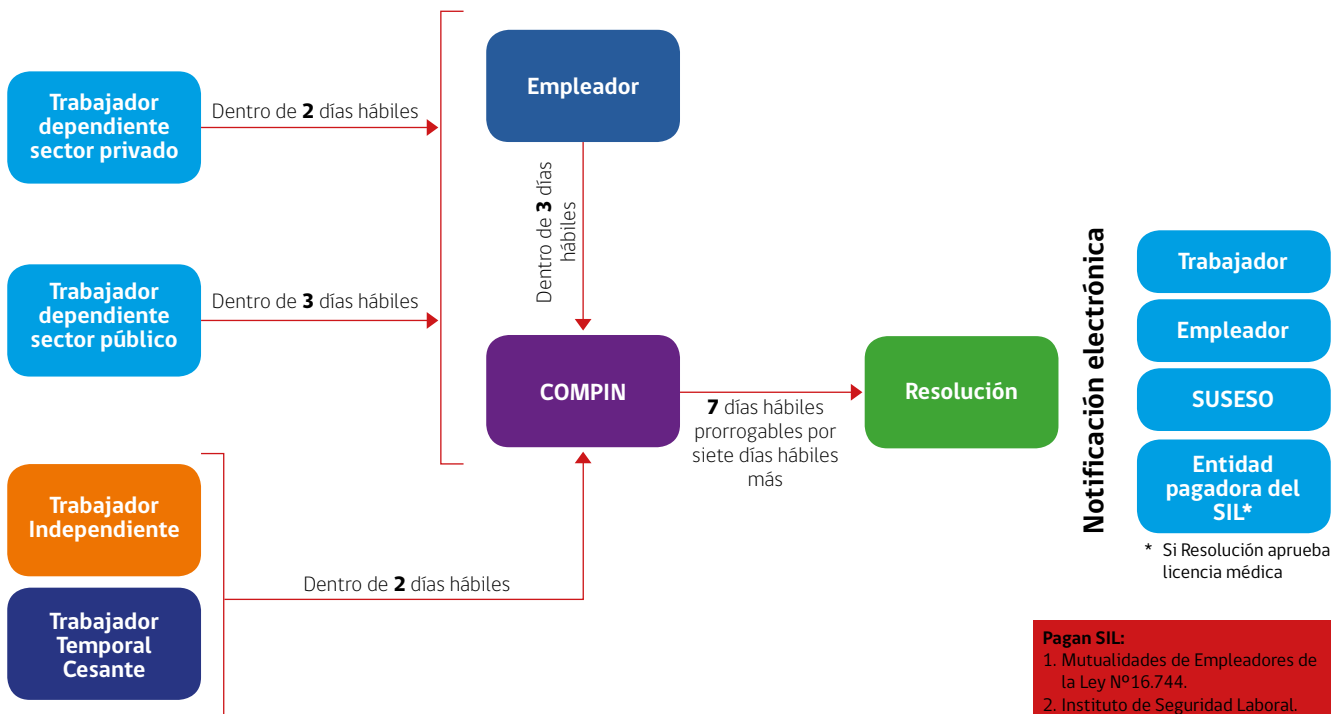 Trabajador
dependiente
sector privado
Dentro de 2 días hábiles
Empleador
Dentro de 3 días
hábiles
Trabajador
dependiente
sector público
Dentro de 3 días hábiles
COMPIN
7 días hábiles
prorrogables por
siete días hábiles
más
Resolución
Notificación electrónica
Trabajador
Empleador
SUSESO
Entidad
pagadora del
SIL*
* Si Resolución aprueba
licencia médica
Trabajador
Independiente
Trabajador
Temporal
Cesante
Dentro de 2 días hábiles
Pagan SIL:
1. Mutualidades de Empleadores de
la Ley Nº16.744.
2. Instituto de Seguridad Laboral.